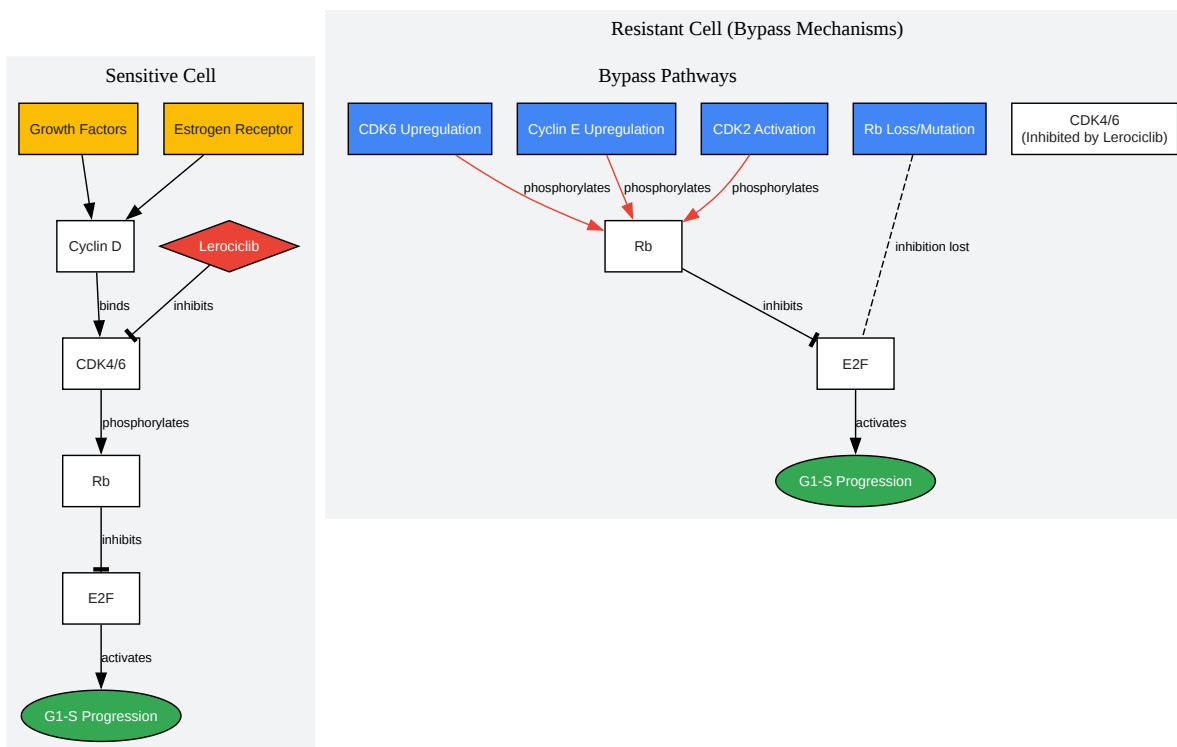 Sensitive Cell
Growth Factors
Estrogen Receptor
Cyclin D
Lerociclib
binds
inhibits
CDK4/6
phosphorylates
Rb
inhibits
E2F
activates
G1-S Progression
Resistant Cell (Bypass Mechanisms)
Bypass Pathways
CDK6 Upregulation
Cyclin E Upregulation
CDK2 Activation
Rb Loss/Mutation
CDK4/6
(Inhibited by Lerociclib)
phosphorylates
phosphorylates
phosphorylates
Rb
inhibition lost
inhibits
E2F
activates
G1-S Progression